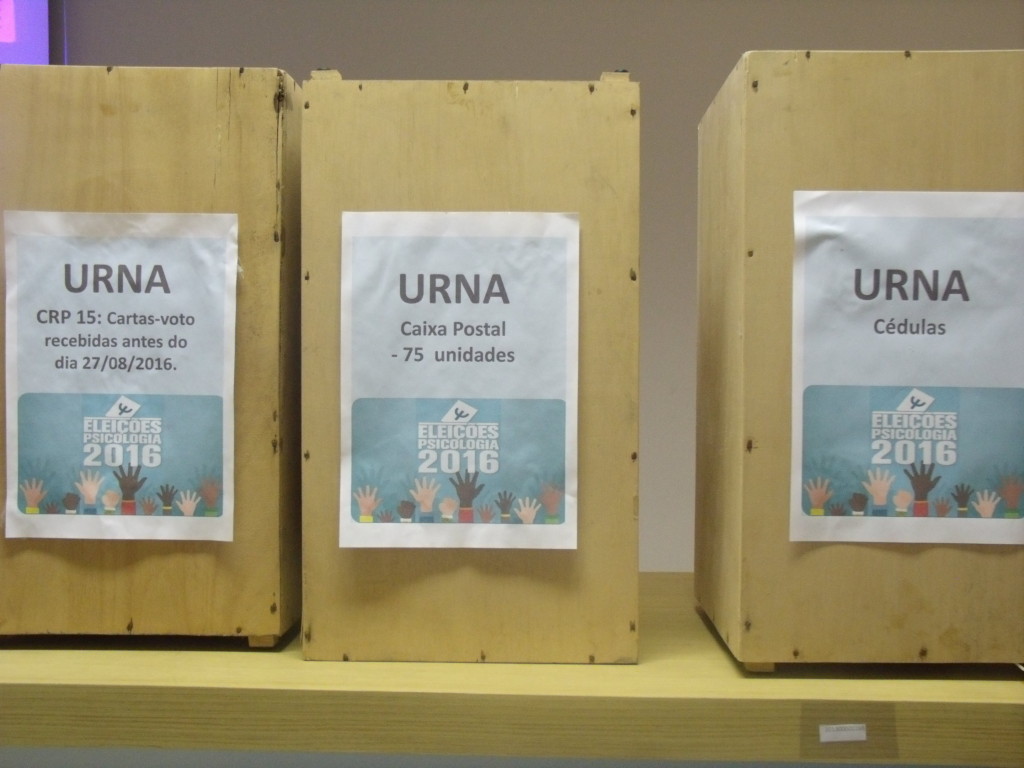 URNA
CRP 15: Cartas-voto
recebidas antes do
dia 27/08/2016.
ELEIÇÕES
PSICOLOGIA
2016
URNA
Caixa Postal
- 75 unidades
ELEIÇÕES
PSICOLOGIA
2016
URNA
Cédulas
ELEIÇÕES
PSICOLOGIA
2016